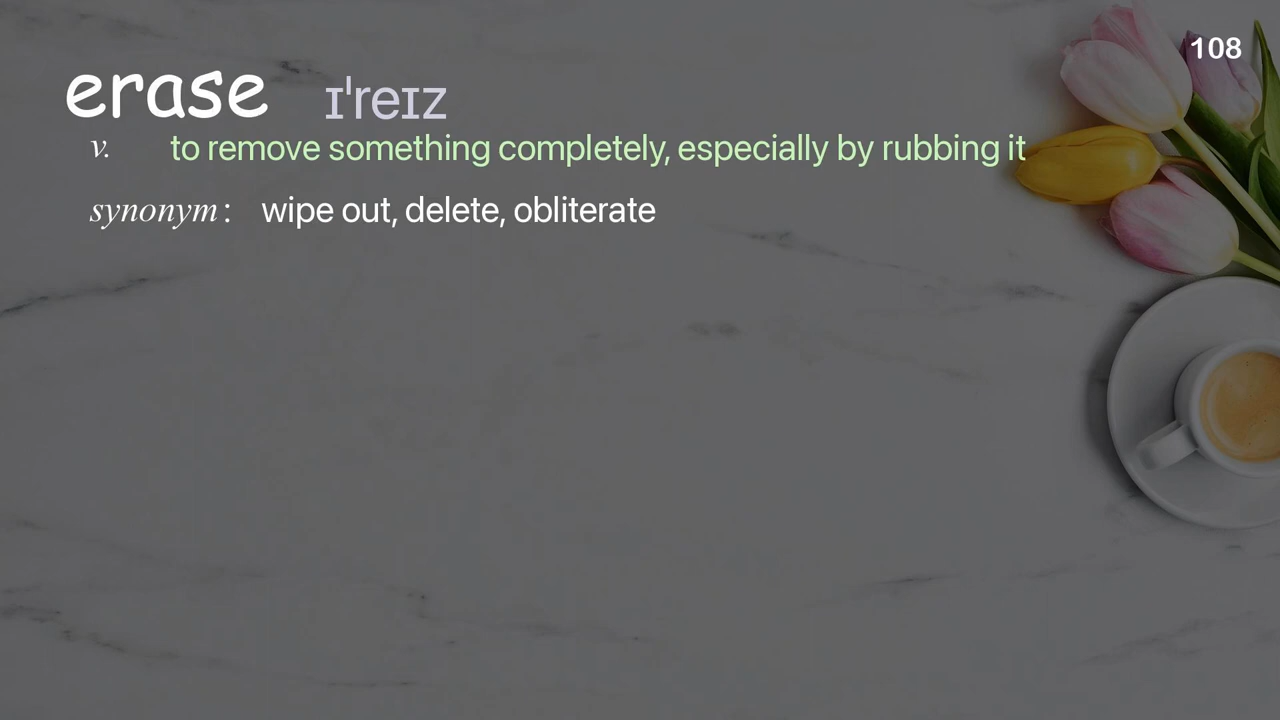 108
erase ɪˈreɪz
v. to remove something completely, especially by rubbing it
synonym: wipe out, delete, obliterate